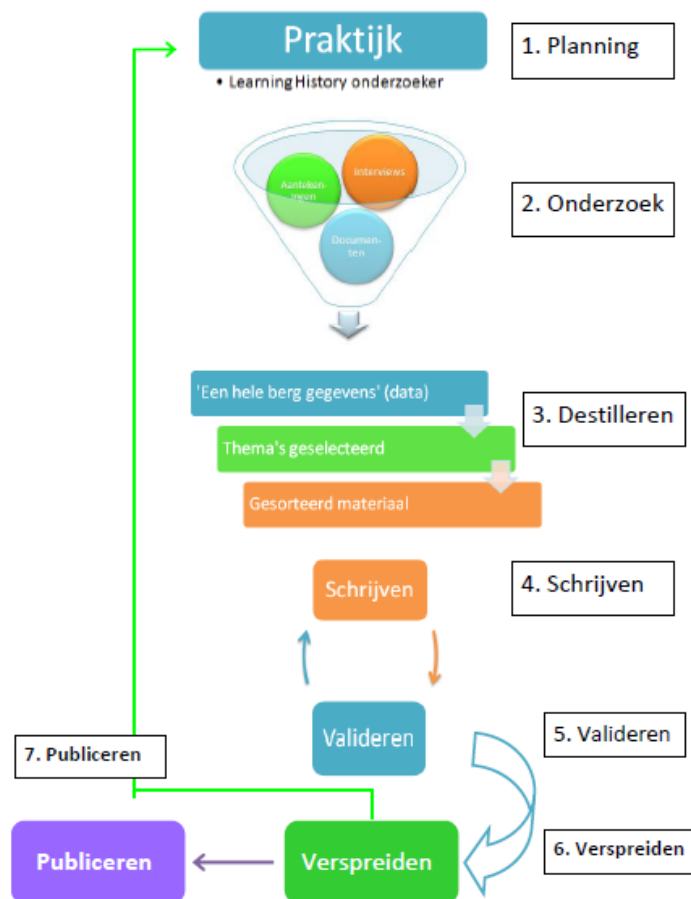 Praktijk
1. Planning
• Learning History onderzoeker
Interviews
Aanteken-
ingen
2. Onderzoek
Documen-
ten
'Een hele berg gegevens' (data)
3. Destilleren
Thema's geselecteerd
Gesorteerd materiaal
Schrijven
4. Schrijven
Valideren
5. Valideren
7. Publiceren
Publiceren
Verspreiden
6. Verspreiden